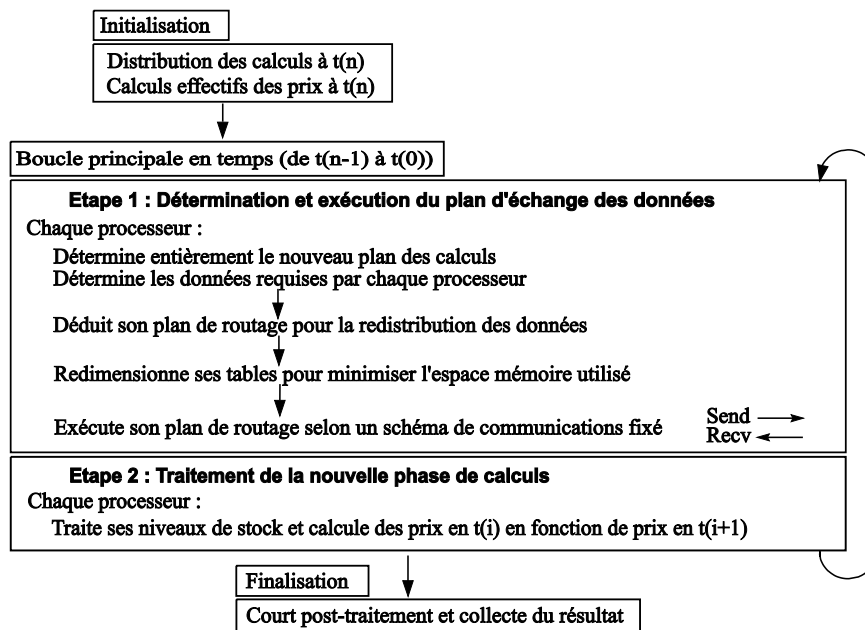 Initialisation
Distribution des calculs à t(n)
Calculs effectifs des prix à t(n)
Boucle principale en temps (de t(n-1) à t(0))
Etape 1 : Détermination et exécution du plan d'échange des données
Chaque processeur :
Détermine entièrement le nouveau plan des calculs
Détermine les données requises par chaque processeur
Déduit son plan de routage pour la redistribution des données
Redimensionne ses tables pour minimiser l'espace mémoire utilisé
Exécute son plan de routage selon un schéma de communications fixé
Send
Recv
Etape 2 : Traitement de la nouvelle phase de calculs
Chaque processeur :
Traite ses niveaux de stock et calcule des prix en t(i) en fonction de prix en t(i+1)
Finalisation
Court post-traitement et collecte du résultat